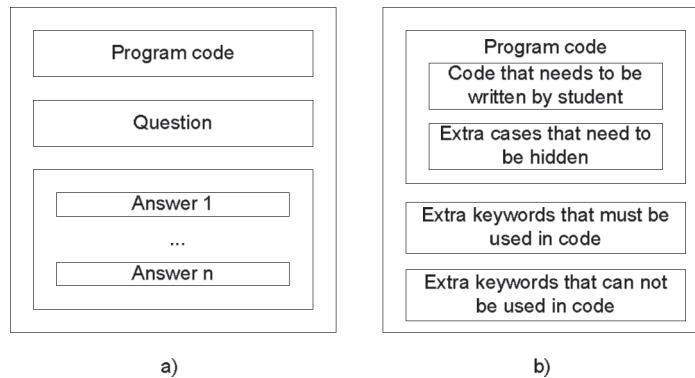 Program code
Question
Answer 1
...
Answer n
a)
Program code
Code that needs to be
written by student
Extra cases that need to
be hidden
Extra keywords that must be
used in code
Extra keywords that can not
be used in code
b)